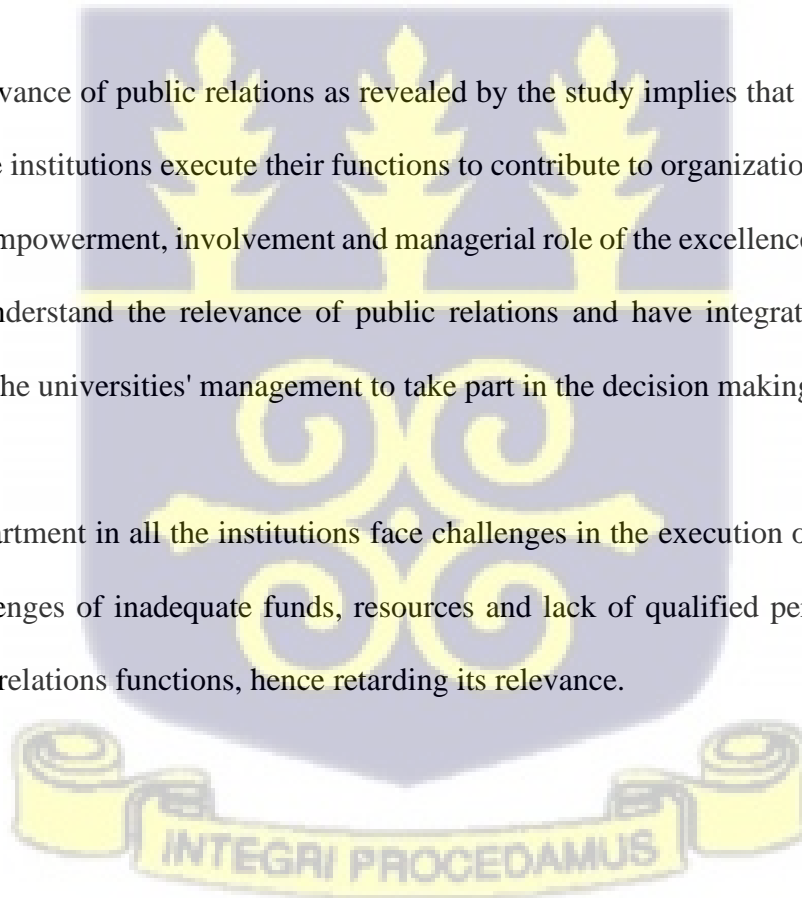 vance of public relations as revealed by the study implies that
institutions execute their functions to contribute to organizatio
mpowerment, involvement and managerial role of the excellence
nderstand the relevance of public relations and have integrat
he universities' management to take part in the decision making
artment in all the institutions face challenges in the execution o
enges of inadequate funds, resources and lack of qualified per
relations functions, hence retarding its relevance.
INTEGRI PROCEDAMUS